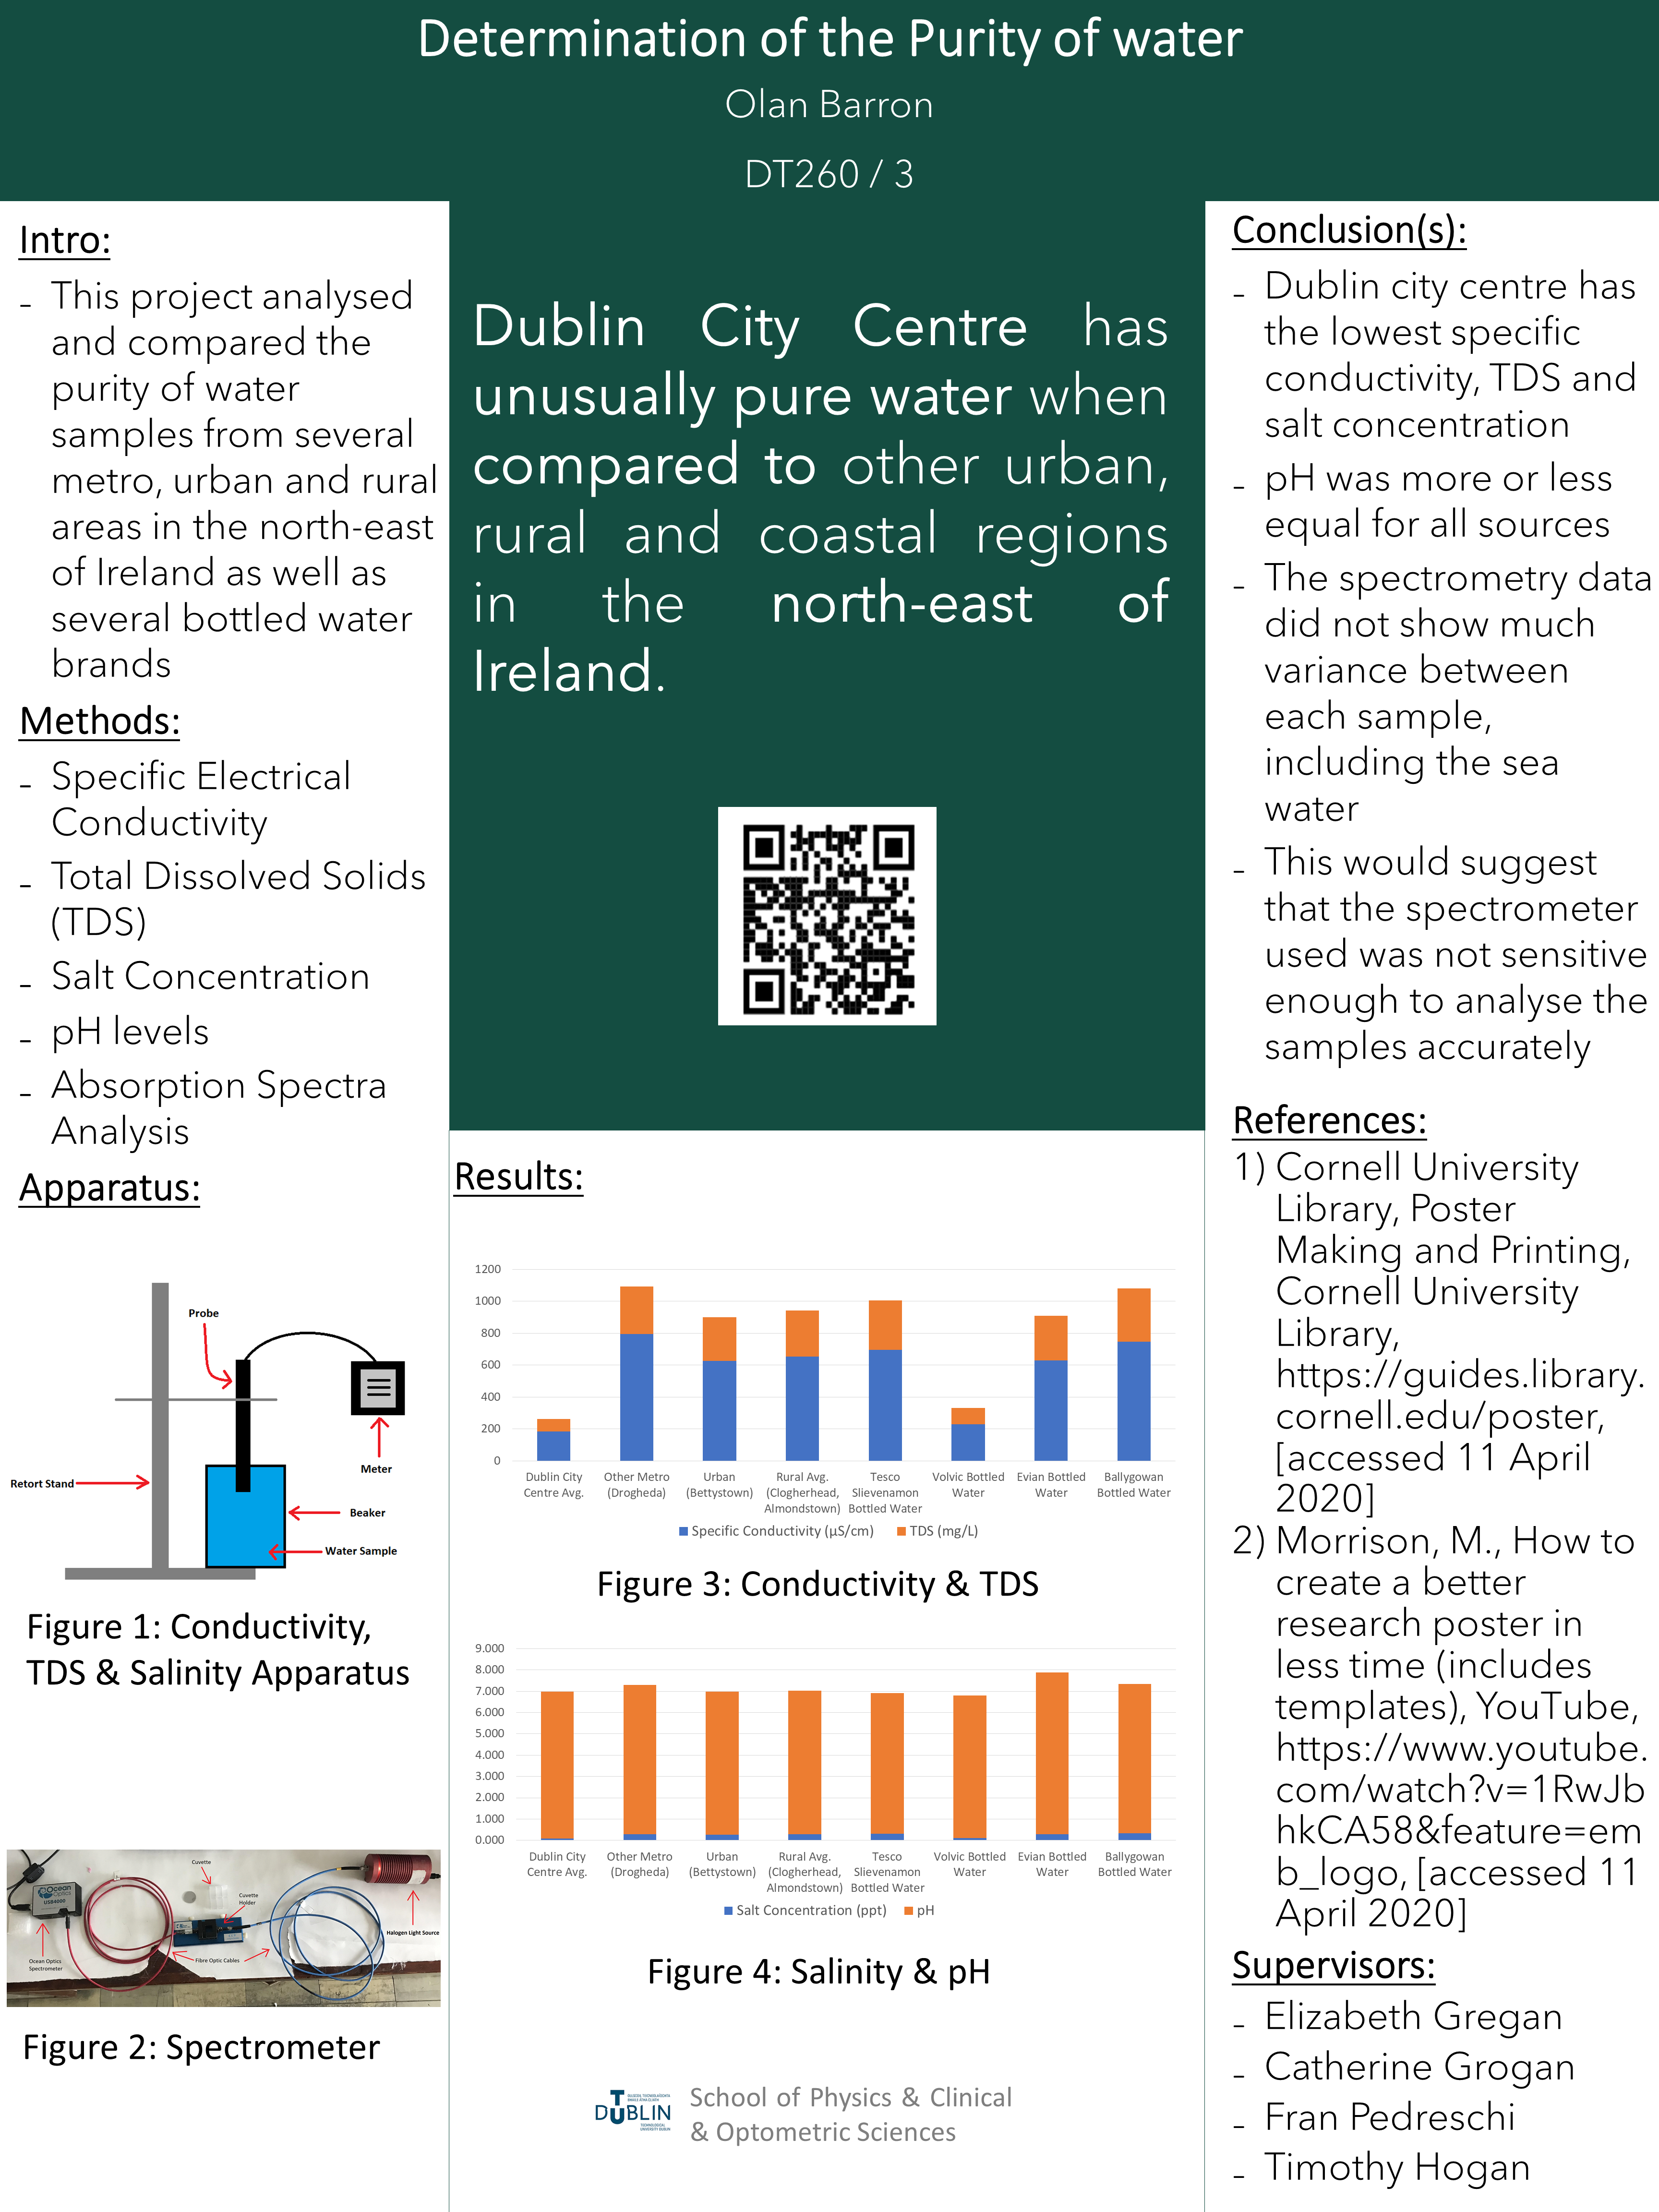 Determination of the Purity of water
Olan Barron
DT260 / 3
Intro:
- This project analysed
and compared the
purity of water
samples from several
metro, urban and rural
areas in the north-east
of Ireland as well as
several bottled water
brands
Methods:
- Specific Electrical
Conductivity
- Total Dissolved Solids
(TDS)
- Salt Concentration
- pH levels
- Absorption Spectra
Analysis
Apparatus:
Probe
Meter
Retort Stand
Beaker
Water Sample
Figure 1: Conductivity,
TDS & Salinity Apparatus
Cuvette
Cuvette
Holder
Ocean
Optics
USB4000
Halogen Light Source
Ocean Optics
Spectrometer
Fibre Optic Cables
Figure 2: Spectrometer
Dublin City Centre has
unusually pure water when
compared to other urban,
rural and coastal regions
in the north-east of
Ireland.
Results:
1200
1000
800
600
400
200
0
Dublin City
Centre Avg.
Other Metro
(Drogheda)
Urban
(Bettystown)
Rural Avg.
(Clogherhead,
Almondstown)
Tesco
Slievenamon
Bottled Water
Volvic Bottled
Water
Evian Bottled
Water
Ballygowan
Bottled Water
Specific Conductivity (µS/cm) TDS (mg/L)
Figure 3: Conductivity & TDS
9.000
8.000
7.000
6.000
5.000
4.000
3.000
2.000
1.000
0.000
Dublin City
Centre Avg.
Other Metro
(Drogheda)
Urban
(Bettystown)
Rural Avg.
(Clogherhead,
Almondstown)
Tesco
Slievenamon
Bottled Water
Volvic Bottled
Water
Evian Bottled
Water
Ballygowan
Bottled Water
Salt Concentration (ppt) pH
Figure 4: Salinity & pH
T
DUBLIN
TECHNOLOGICAL
UNIVERSITY DUBLIN
School of Physics & Clinical
& Optometric Sciences
Conclusion(s):
- Dublin city centre has
the lowest specific
conductivity, TDS and
salt concentration
- pH was more or less
equal for all sources
- The spectrometry data
did not show much
variance between
each sample,
including the sea
water
- This would suggest
that the spectrometer
used was not sensitive
enough to analyse the
samples accurately
References:
1) Cornell University
Library, Poster
Making and Printing,
Cornell University
Library,
https://guides.library.
cornell.edu/poster,
[accessed 11 April
2020]
2) Morrison, M., How to
create a better
research poster in
less time (includes
templates), YouTube,
https://www.youtube.
com/watch?v=1RwJb
hkCA58&feature=em
b_logo, [accessed 11
April 2020]
Supervisors:
- Elizabeth Gregan
- Catherine Grogan
- Fran Pedreschi
- Timothy Hogan